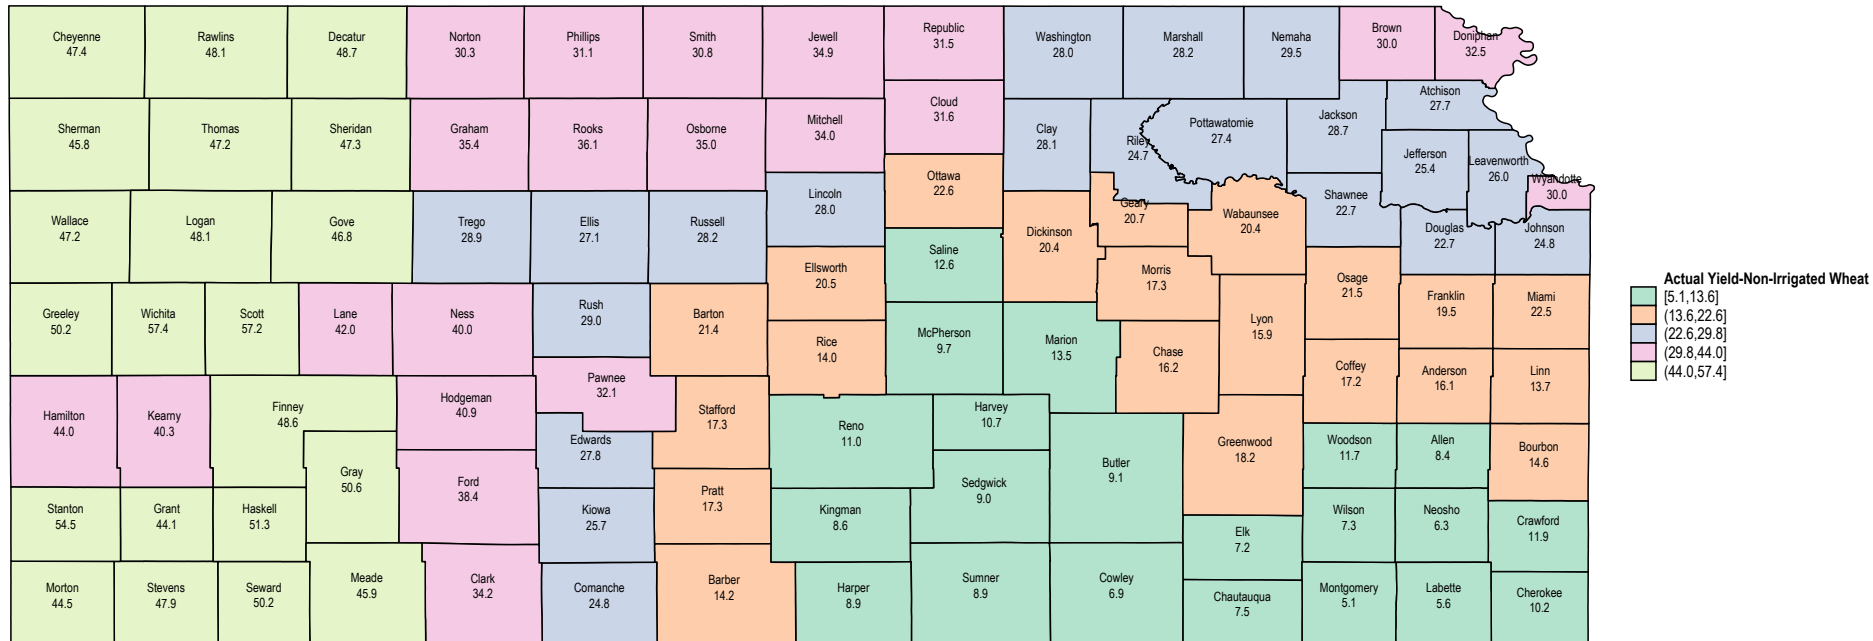 Cheyenne
47.4
Rawlins
48.1
Decatur
48.7
Norton
30.3
Phillips
31.1
Smith
30.8
Jewell
34.9
Republic
31.5
Washington
28.0
Marshall
28.2
Nemaha
29.5
Brown
30.0
Doniphan
32.5
Sherman
45.8
Thomas
47.2
Sheridan
47.3
Graham
35.4
Rooks
36.1
Osborne
35.0
Mitchell
34.0
Cloud
31.6
Clay
28.1
Riley
24.7
Pottawatomie
27.4
Jackson
28.7
Atchison
27.7
Jefferson
25.4
Leavenworth
26.0
Wyandotte
30.0
Wallace
47.2
Logan
48.1
Gove
46.8
Trego
28.9
Ellis
27.1
Russell
28.2
Lincoln
28.0
Ottawa
22.6
Saline
12.6
Dickinson
20.4
Geary
20.7
Wabaunsee
20.4
Shawnee
22.7
Douglas
22.7
Johnson
24.8
Greeley
50.2
Wichita
57.4
Scott
57.2
Lane
42.0
Ness
40.0
Rush
29.0
Barton
21.4
Ellsworth
20.5
Rice
14.0
McPherson
9.7
Marion
13.5
Morris
17.3
Chase
16.2
Lyon
15.9
Osage
21.5
Franklin
19.5
Miami
22.5
Hamilton
44.0
Kearny
40.3
Finney
48.6
Hodgeman
40.9
Pawnee
32.1
Stafford
17.3
Reno
11.0
Harvey
10.7
Coffey
17.2
Anderson
16.1
Linn
13.7
Gray
50.6
Ford
38.4
Edwards
27.8
Pratt
17.3
Kingman
8.6
Sedgwick
9.0
Butler
9.1
Greenwood
18.2
Woodson
11.7
Allen
8.4
Bourbon
14.6
Stanton
54.5
Grant
44.1
Haskell
51.3
Kiowa
25.7
Elk
7.2
Wilson
7.3
Neosho
6.3
Crawford
11.9
Morton
44.5
Stevens
47.9
Seward
50.2
Meade
45.9
Clark
34.2
Comanche
24.8
Barber
14.2
Harper
8.9
Sumner
8.9
Cowley
6.9
Chautauqua
7.5
Montgomery
5.1
Labette
5.6
Cherokee
10.2
Actual Yield-Non-Irrigated Wheat
[5.1,13.6]
(13.6,22.6]
(22.6,29.8]
(29.8,44.0]
(44.0,57.4]